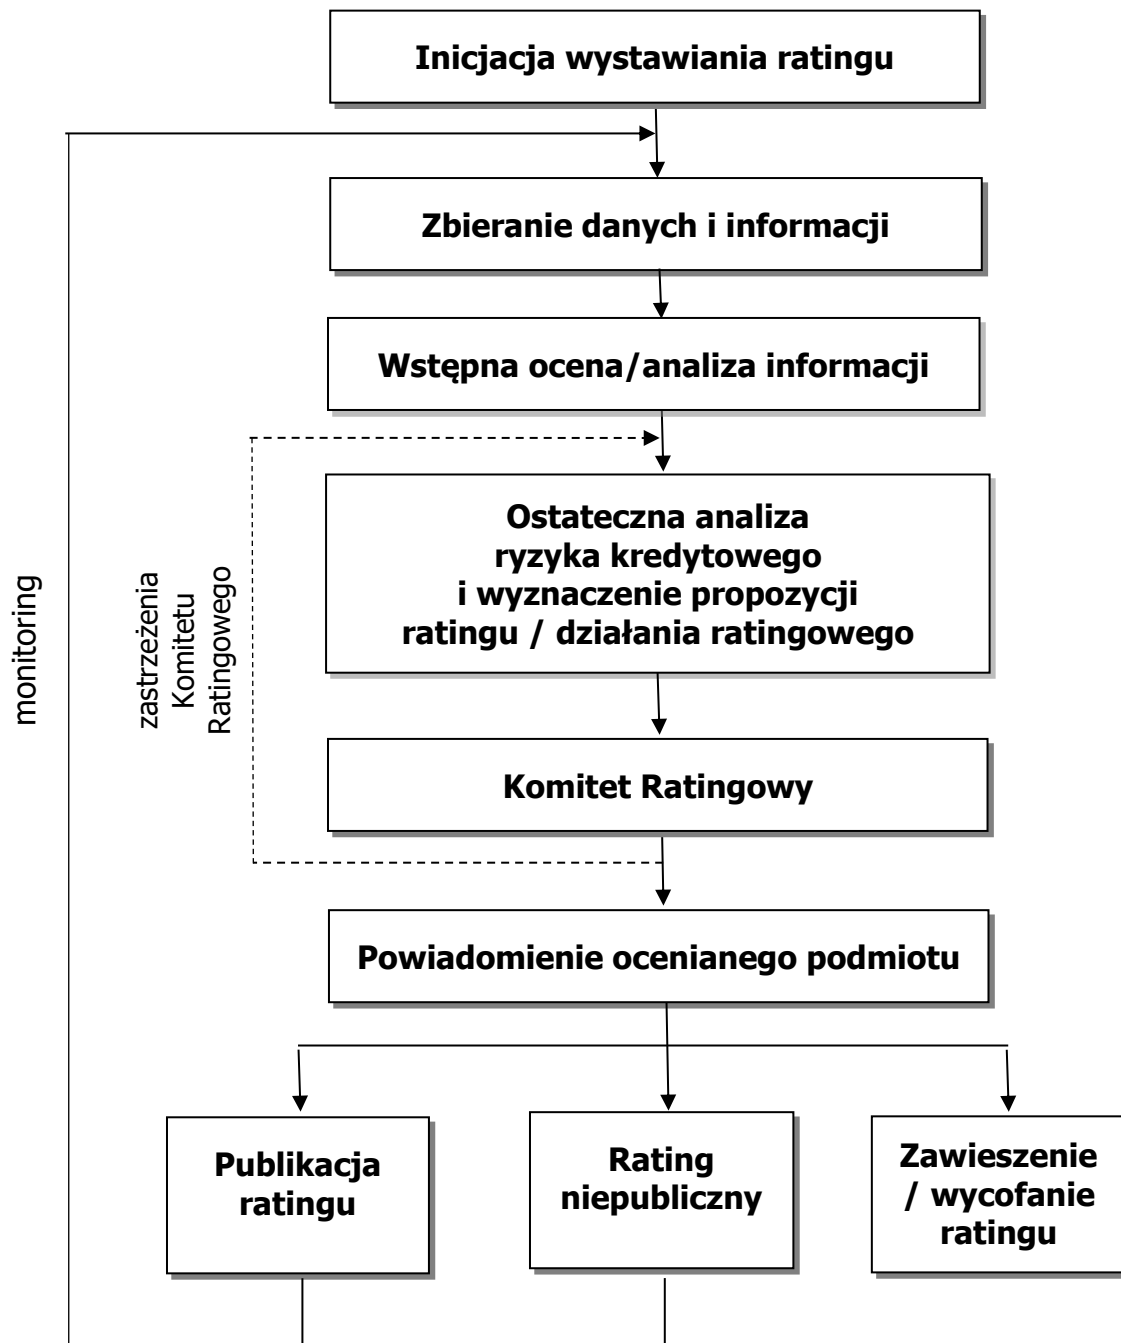 Inicjacja wystawiania ratingu
Zbieranie danych i informacji
Wstępna ocena/analiza informacji
Ostateczna analiza
ryzyka kredytowego
i wyznaczenie propozycji
ratingu / działania ratingowego
monitoring
zastrzeżenia
Komitetu
Ratingowego
Komitet Ratingowy
Powiadomienie ocenianego podmiotu
Publikacja
ratingu
Rating
niepubliczny
Zawieszenie
/ wycofanie
ratingu